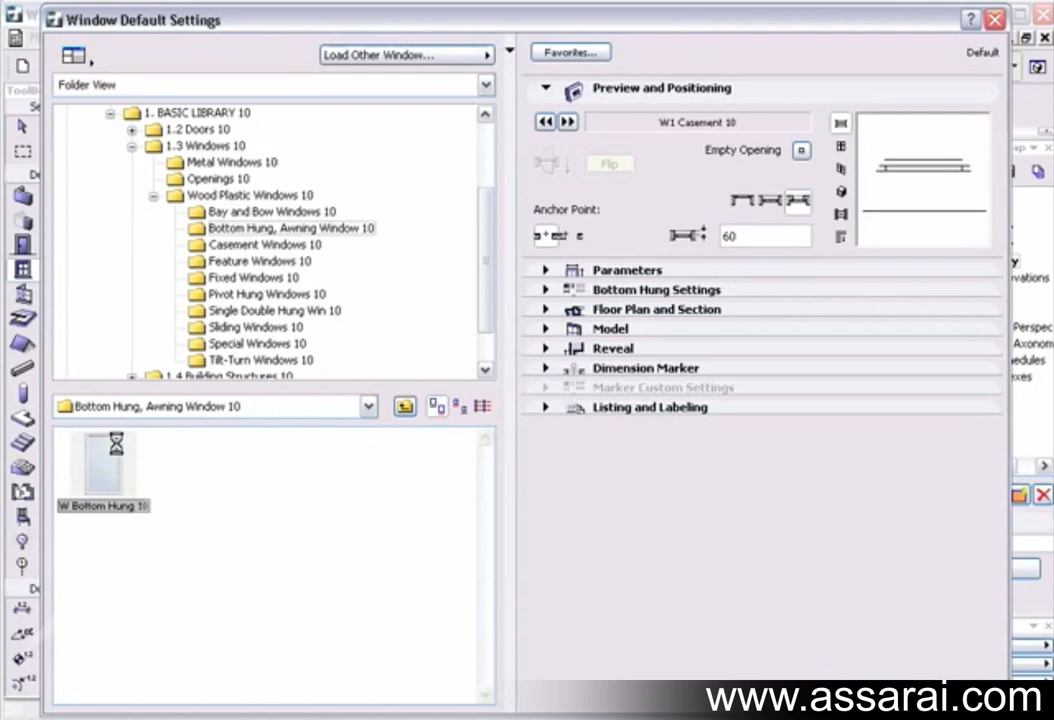 Window Default Settings
Load Other Window...
Favorites...
Default
Folder View
Preview and Positioning
1. BASIC LIBRARY 10
1.2 Doors 10
1.3 Windows 10
Metal Windows 10
Openings 10
Wood Plastic Windows 10
Bay and Bow Windows 10
Bottom Hung, Awning Window 10
Casement Windows 10
Feature Windows 10
Fixed Windows 10
Pivot Hung Windows 10
Single Double Hung Win 10
Sliding Windows 10
Special Windows 10
Tilt-Turn Windows 10
1.4 Building Structures 10
W1 Casement 10
Empty Opening
Flip
Anchor Point:
60
Parameters
Bottom Hung Settings
Floor Plan and Section
Model
Reveal
Dimension Marker
Marker Custom Settings
Listing and Labeling
Bottom Hung, Awning Window 10
W Bottom Hung 10
www.assarai.com